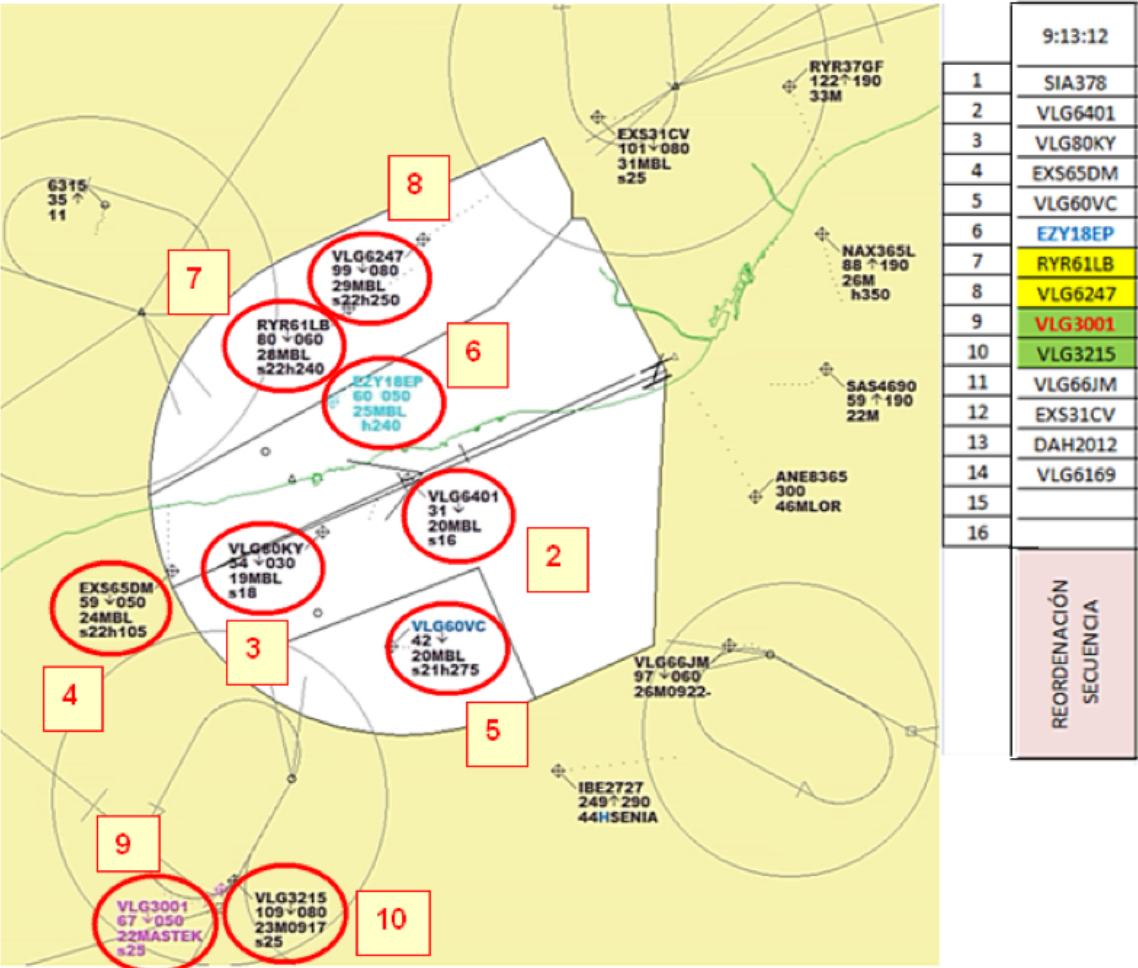 RYR37GF
122↑190
33M
EXS31CV
101↓080
31MBL
s25
6315
35 ↑
11
8
VLG6247
99 ↓080
29MBL
s22h250
7
RYR61LB
80 ↓060
28MBL
s22h240
NAX365L
88 ↑190
26M
h350
6
EZY18EP
60 050
25MBL
h240
SAS4690
59 ↑190
22M
ANE8365
300
46MLOR
VLG6401
31 ↓
20MBL
s16
2
VLG80KY
54 ↓030
19MBL
s18
3
EXS65DM
59 ↓050
24MBL
s22h105
4
VLG60VC
42 ↓
20MBL
s21h275
5
VLG66JM
97 ↓060
26M0922-
IBE2727
249↑290
44HSENIA
9
VLG3001
67 ↓050
22MASTEK
s25
VLG3215
109↓080
23M0917
s25
10
9:13:12
1 SIA378
2 VLG6401
3 VLG80KY
4 EXS65DM
5 VLG60VC
6 EZY18EP
7 RYR61LB
8 VLG6247
9 VLG3001
10 VLG3215
11 VLG66JM
12 EXS31CV
13 DAH2012
14 VLG6169
15
16
REORDENACIÓN
SECUENCIA